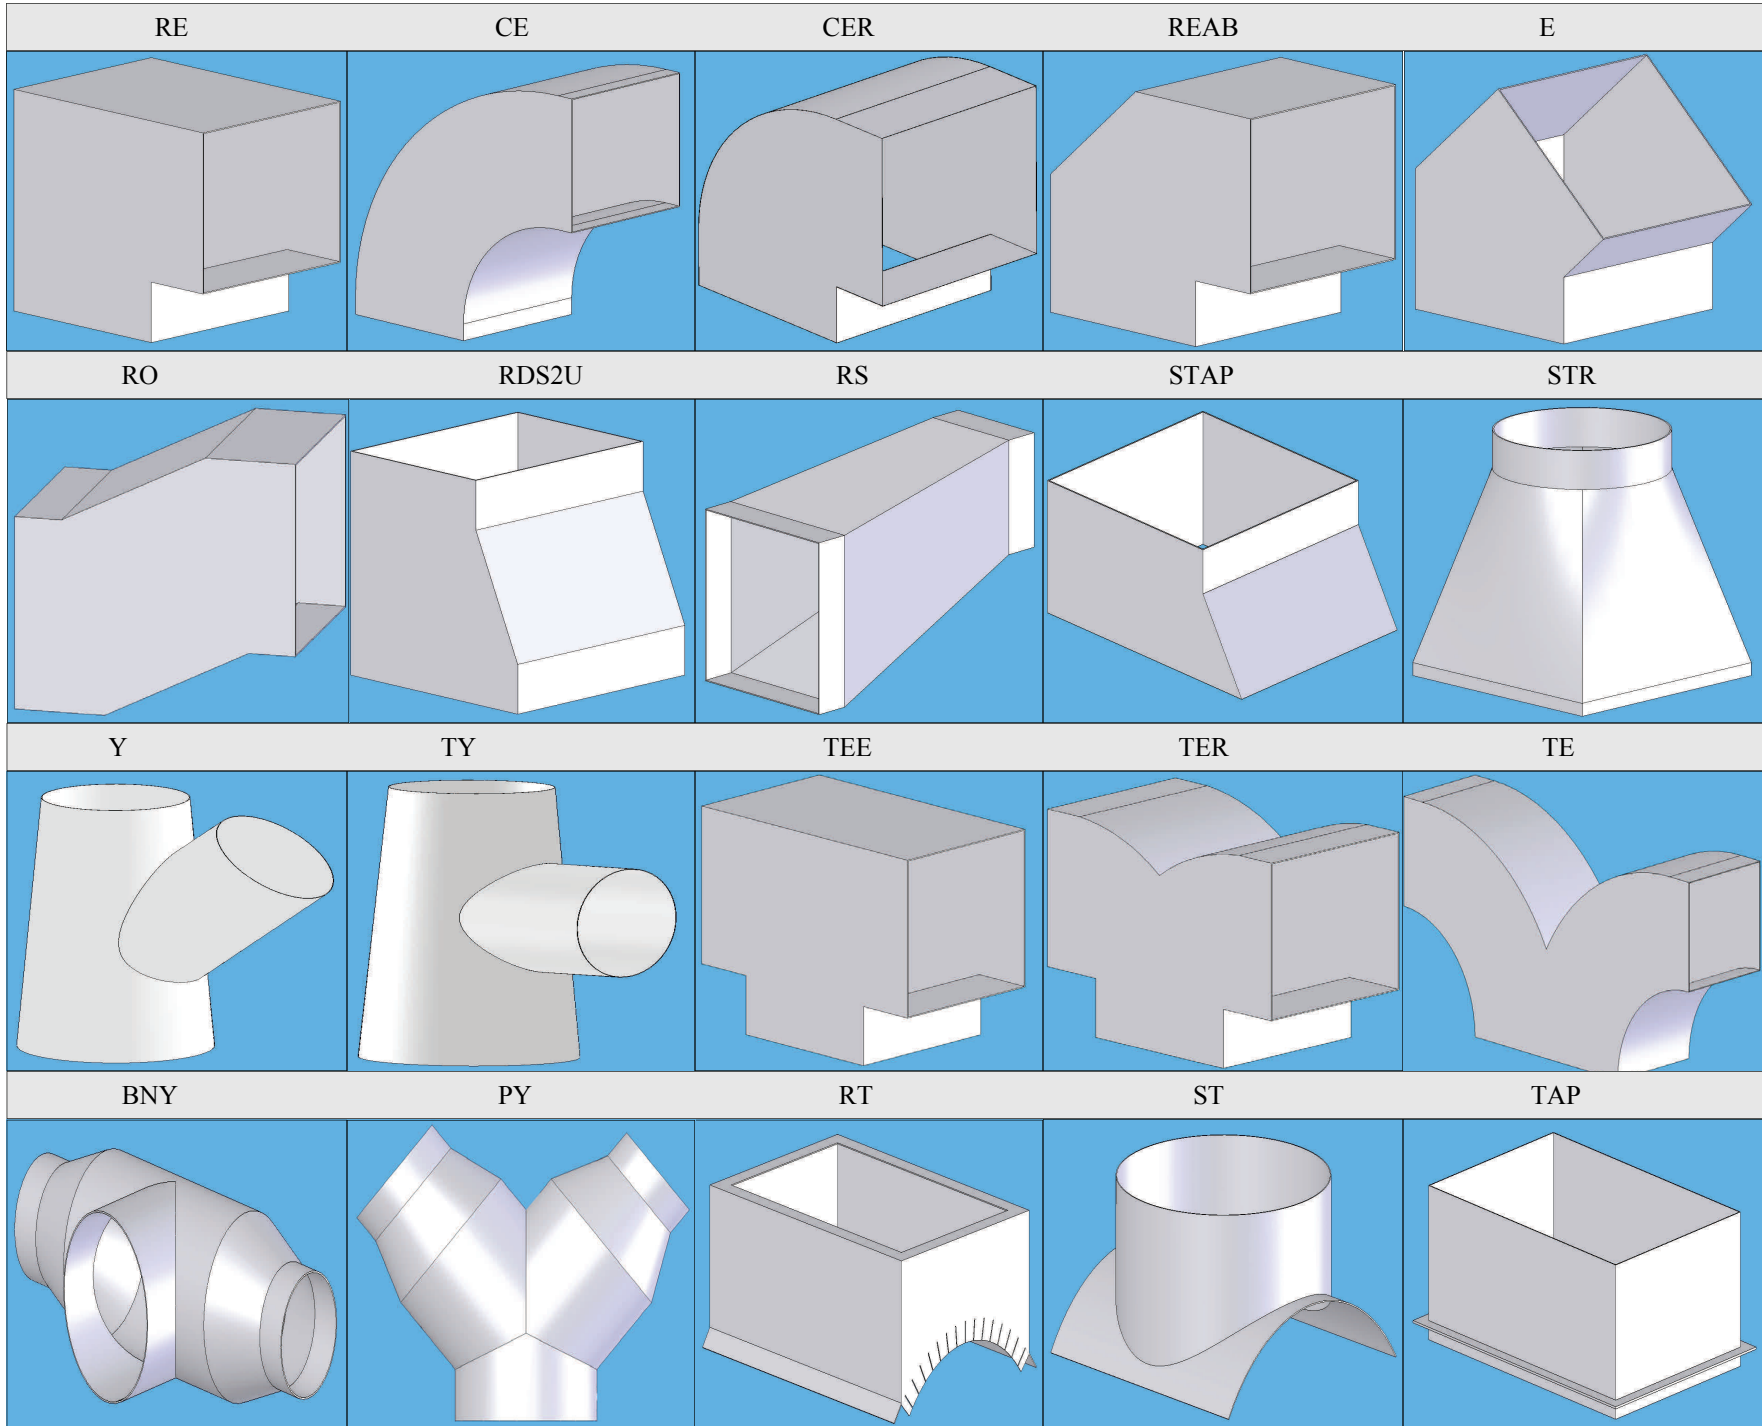 RE CE CER REAB E
RO RDS2U RS STAP STR
Y TY TEE TER TE
BNY PY RT ST TAP